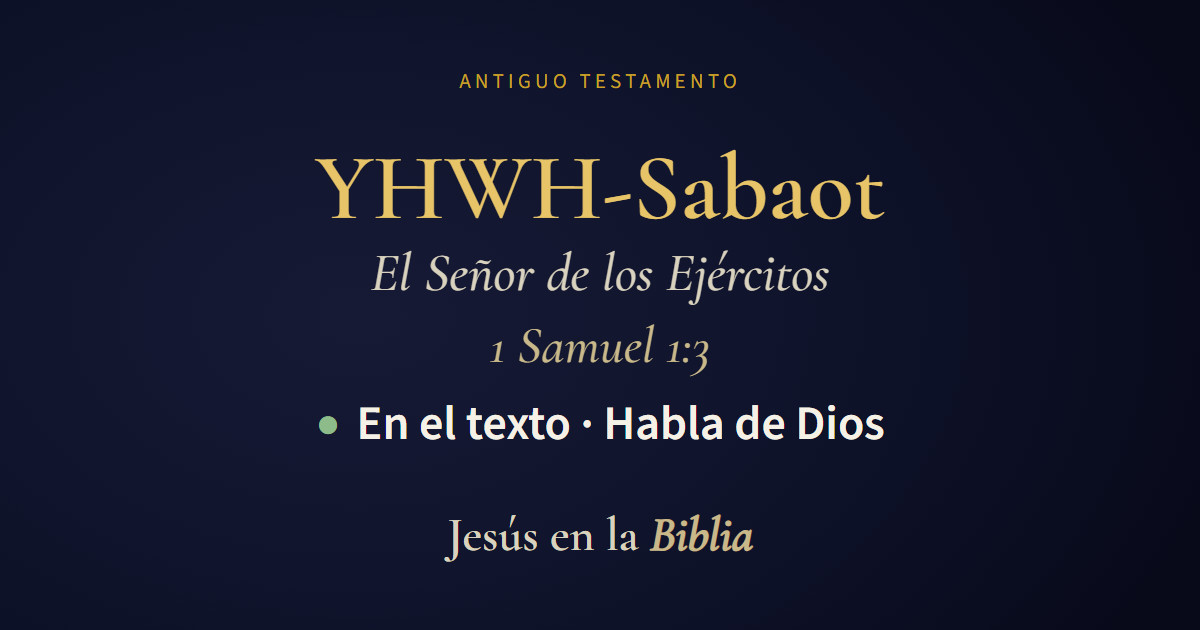 ANTIGUO TESTAMENTO
YHWH-Sabaot
El Señor de los Ejércitos
1 Samuel 1:3
En el texto · Habla de Dios
Jesús en la Biblia